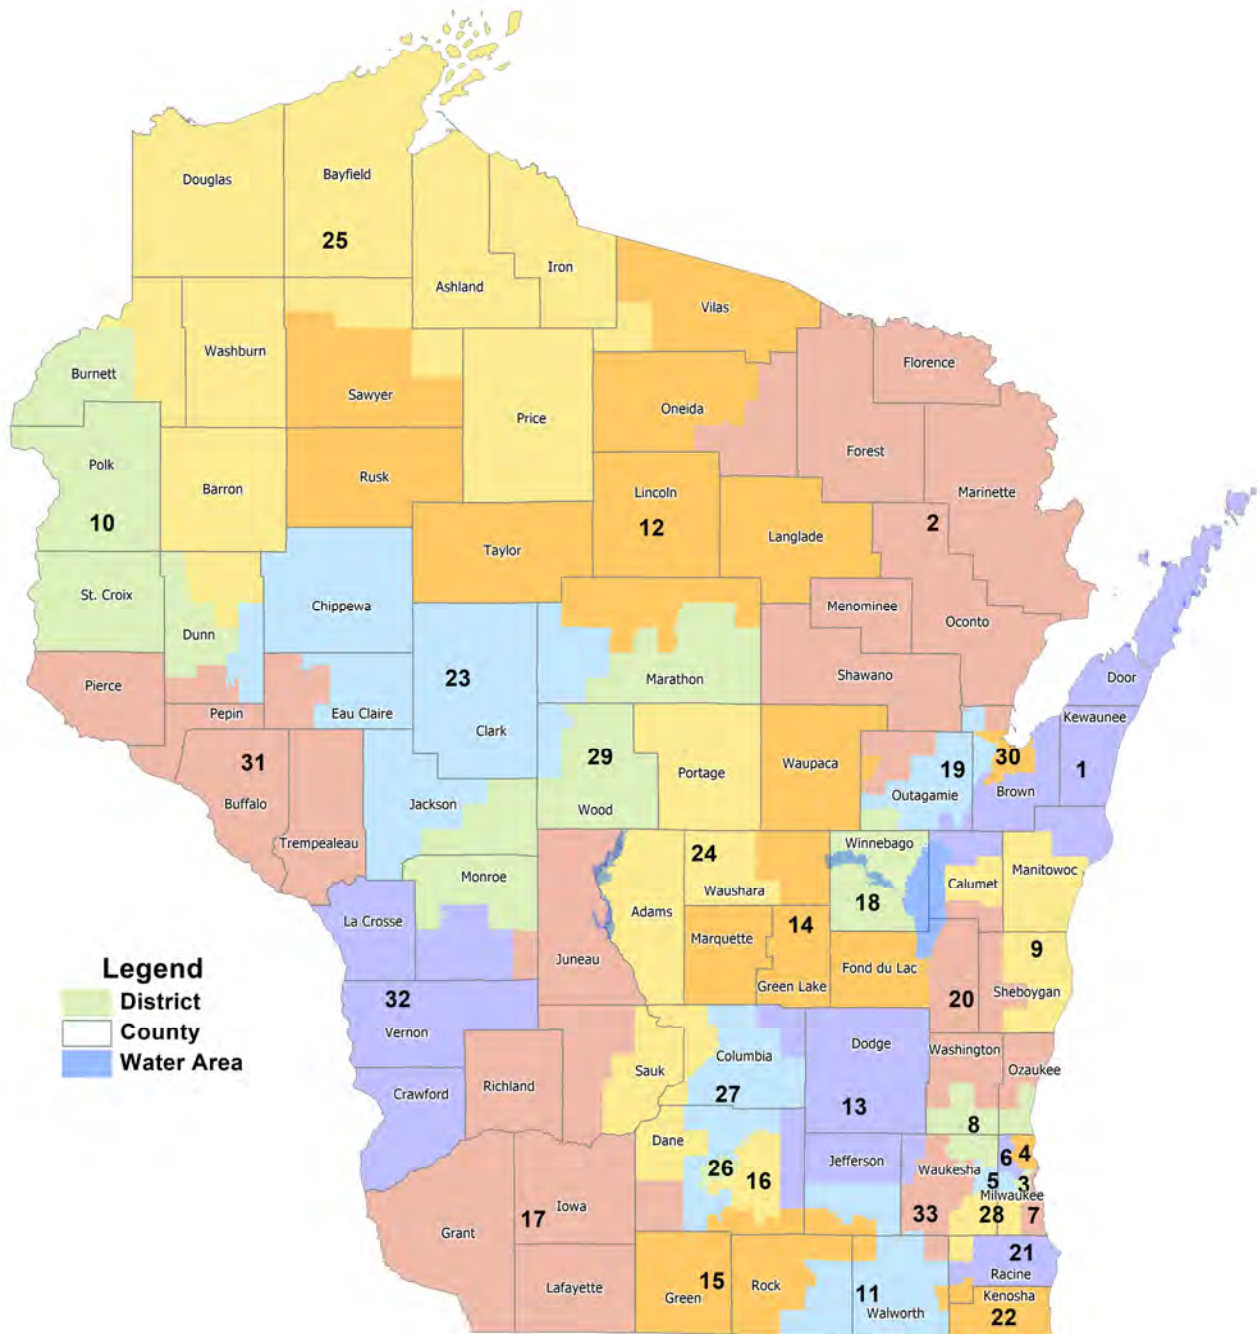 Douglas
Bayfield
25
Ashland
Iron
Vilas
Washburn
Burnett
Sawyer
Florence
Price
Oneida
Forest
Polk
Barron
Rusk
Lincoln
Marinette
10
12
2
Langlade
Taylor
St. Croix
Chippewa
Menominee
Oconto
Dunn
Shawano
Door
Pierce
23
Marathon
Pepin
Eau Claire
Kewaunee
Clark
31
29
Portage
Waupaca
19
30
1
Buffalo
Jackson
Wood
Outagamie
Brown
Trempealeau
Winnebago
24
Manitowoc
Monroe
Waushara
Calumet
18
Adams
La Crosse
14
Marquette
9
Juneau
Fond du Lac
Green Lake
20
Sheboygan
Legend
District
County
Water Area
32
Vernon
Dodge
Washington
Columbia
Ozaukee
Sauk
Richland
Crawford
27
13
8
Dane
6
4
Jefferson
Waukesha
26
16
5
3
Milwaukee
Iowa
17
33
28
7
Grant
21
Racine
15
Rock
11
Lafayette
Green
Walworth
Kenosha
22